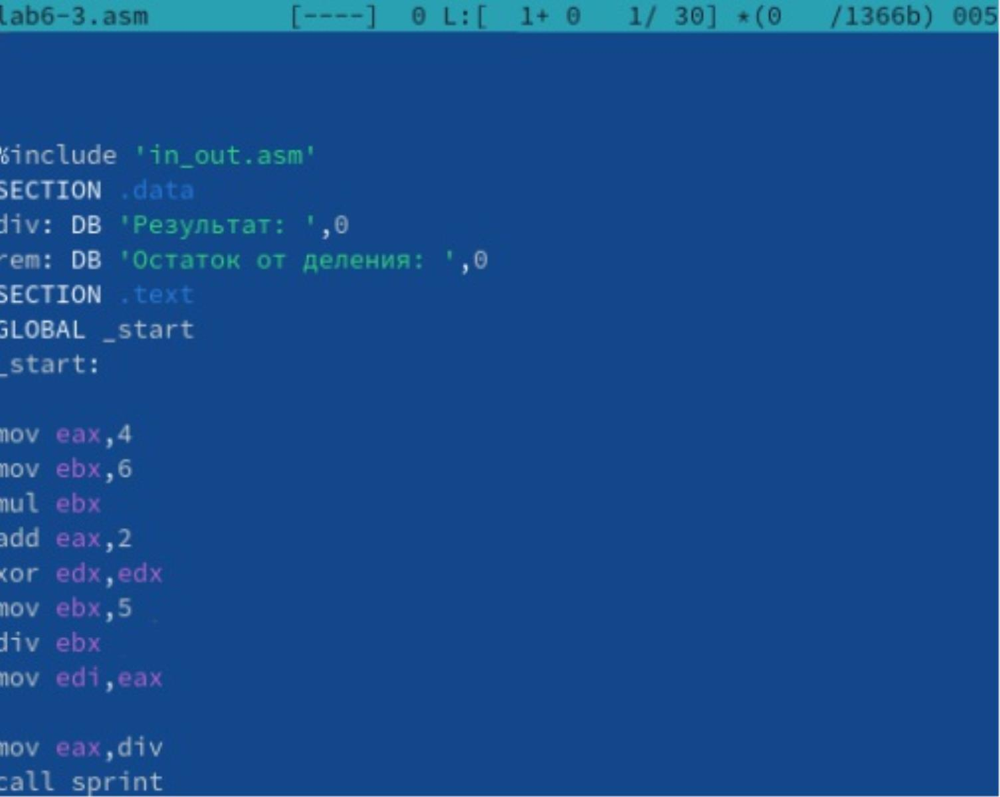 lab6-3.asm [----] 0 L:[ 1+ 0 1/ 30] *(0 /1366b) 005
%include 'in_out.asm'
SECTION .data
div: DB 'Результат: ',0
rem: DB 'Остаток от деления: ',0
SECTION .text
GLOBAL _start
_start:
mov eax,4
mov ebx,6
mul ebx
add eax,2
xor edx,edx
mov ebx,5
div ebx
mov edi,eax
mov eax,div
call sprint